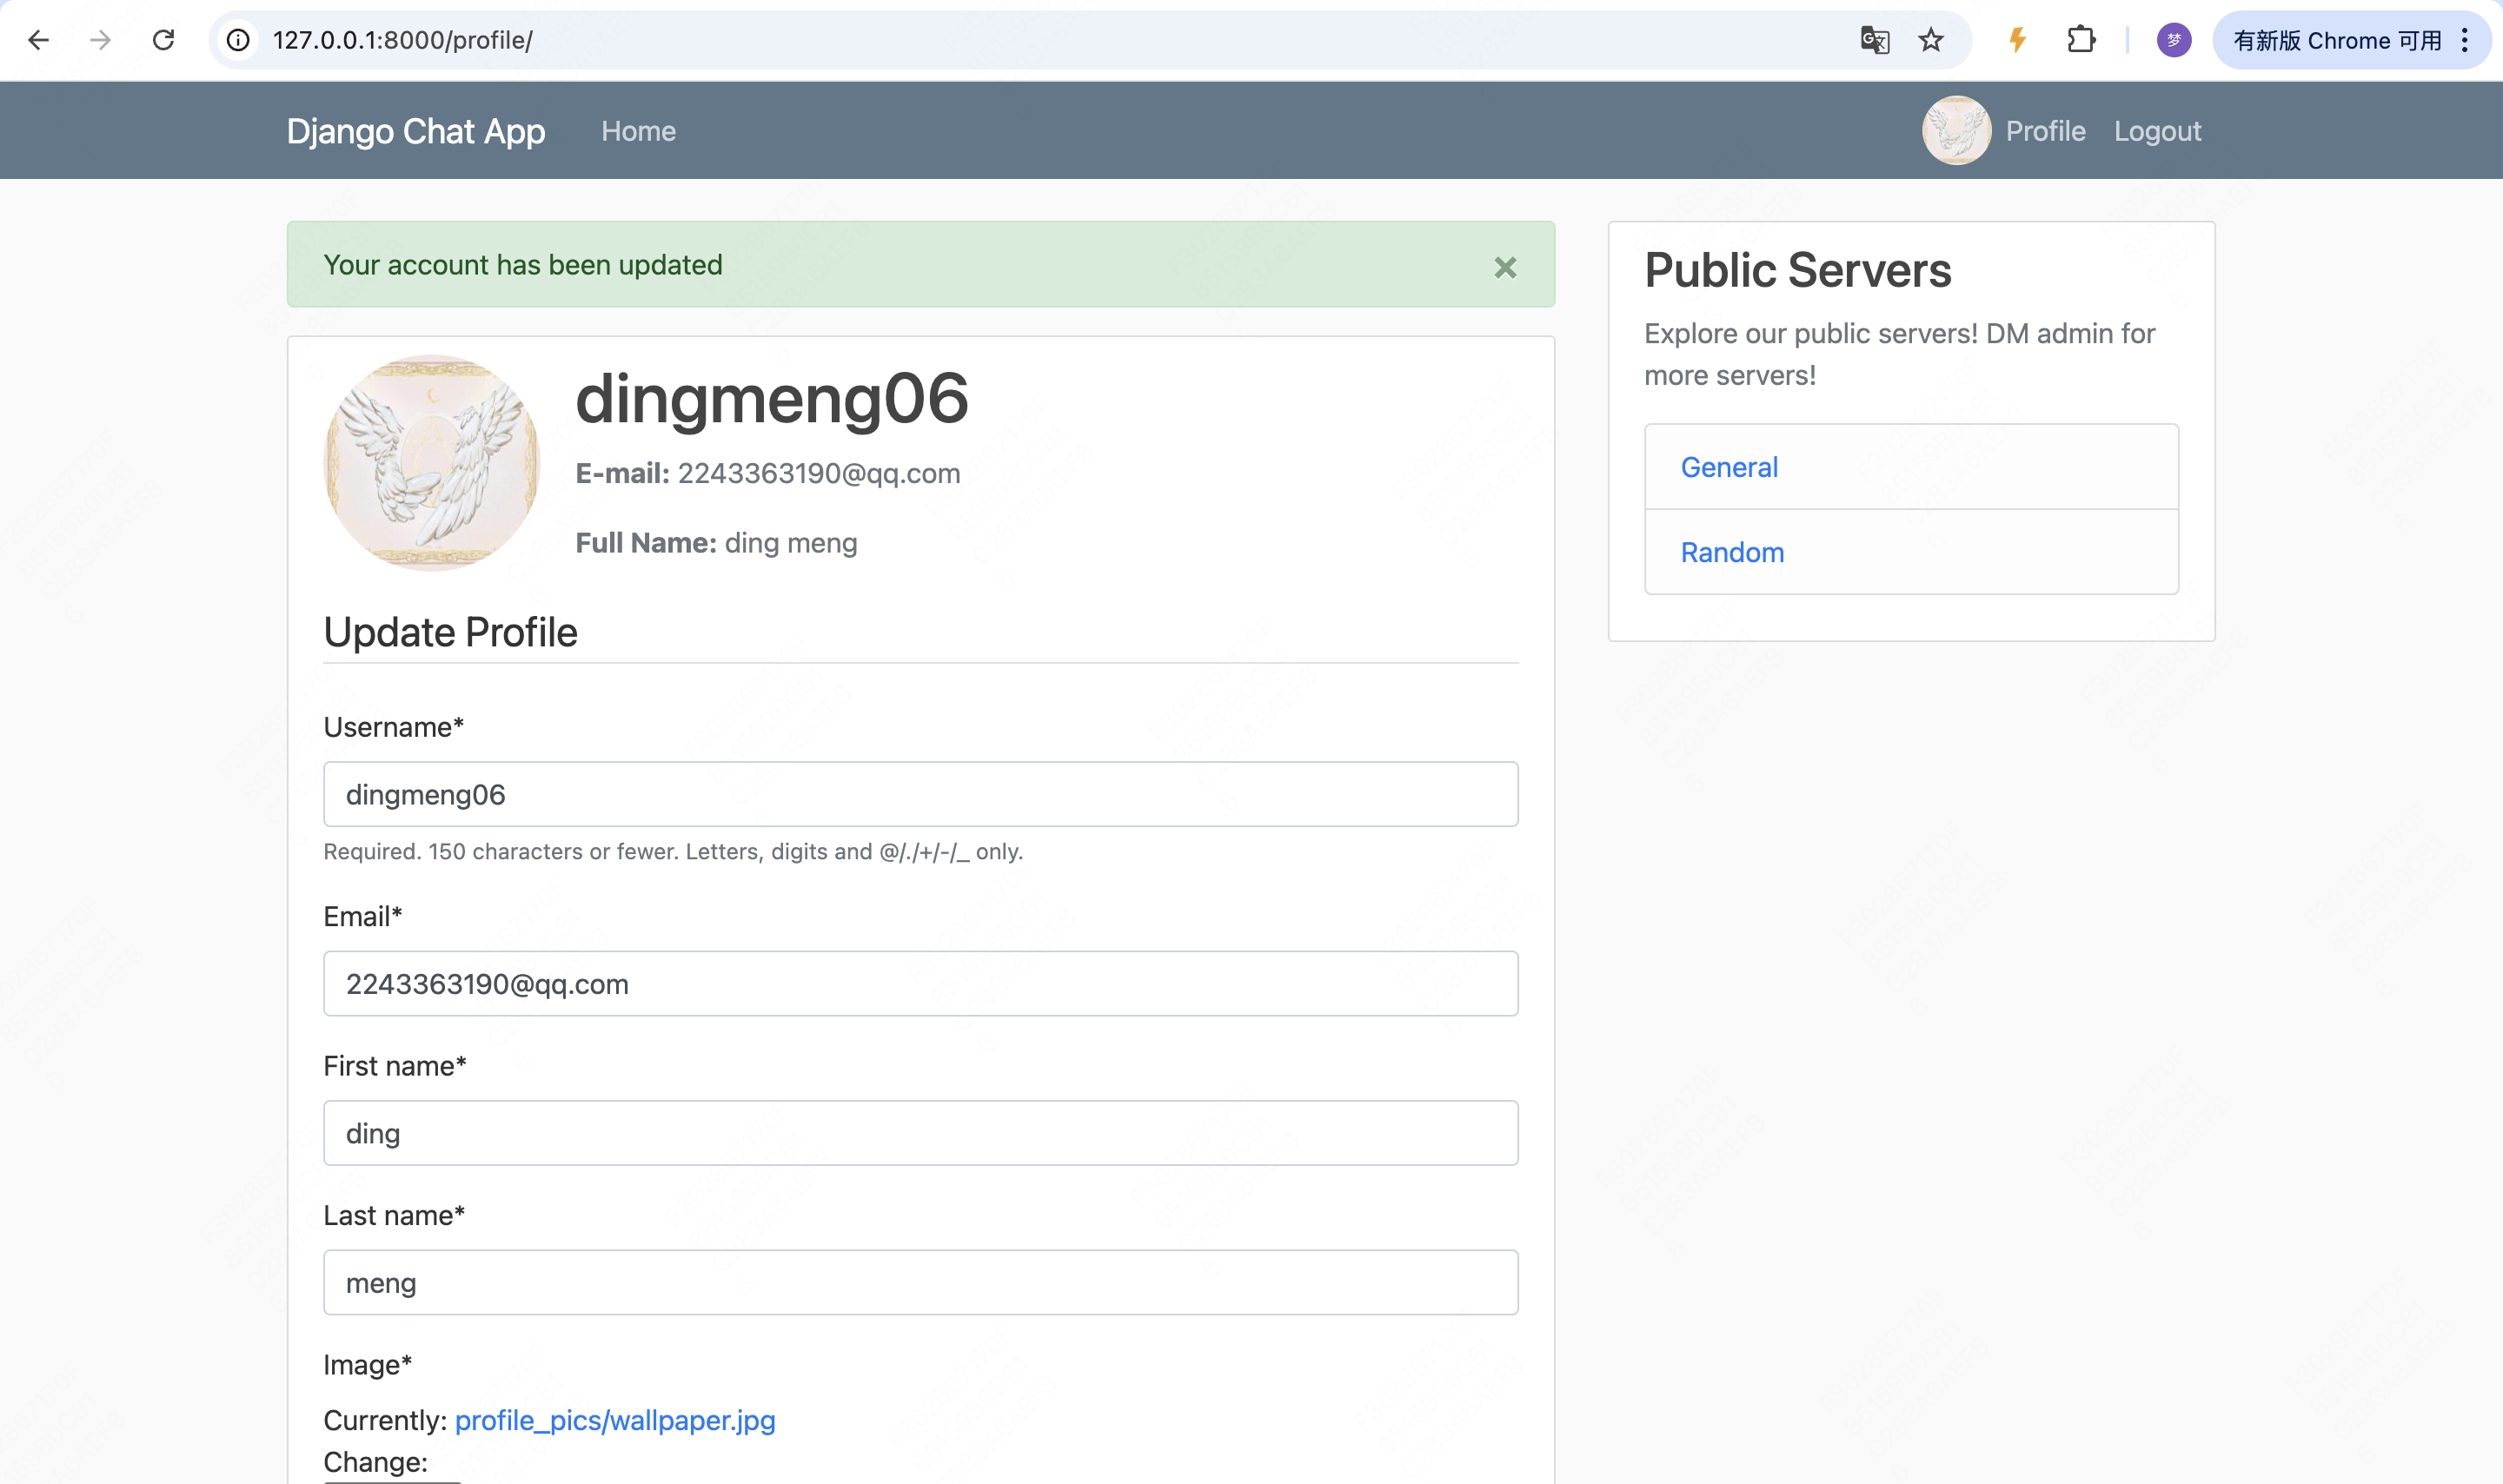 127.0.0.1:8000/profile/
梦
有新版 Chrome 可用
Django Chat App
Home
Profile
Logout
Your account has been updated
×
dingmeng06
E-mail: 2243363190@qq.com
Full Name: ding meng
Update Profile
Username*
dingmeng06
Required. 150 characters or fewer. Letters, digits and @/./+/-/_ only.
Email*
2243363190@qq.com
First name*
ding
Last name*
meng
Image*
Currently: profile_pics/wallpaper.jpg
Change:
Public Servers
Explore our public servers! DM admin for
more servers!
General
Random